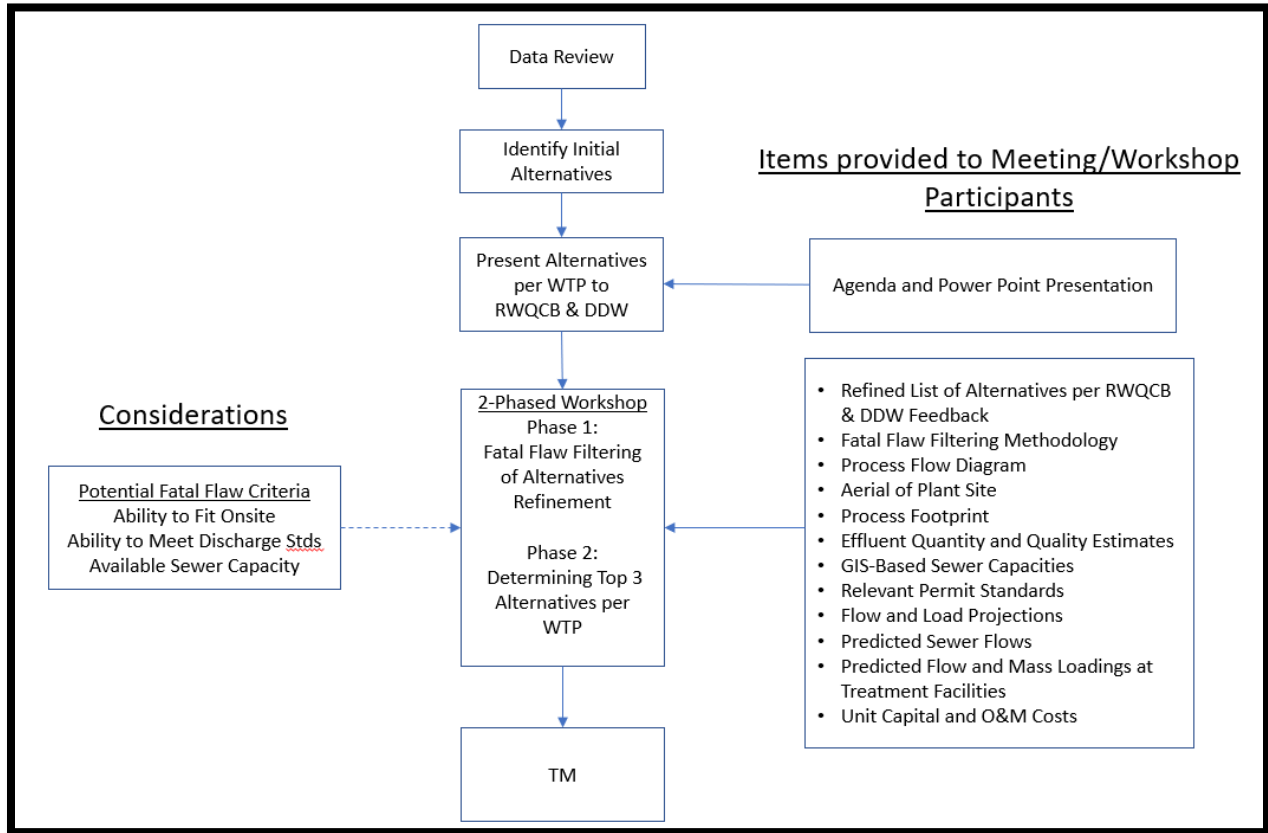 Data Review
Identify Initial
Alternatives
Items provided to Meeting/Workshop
Participants
Present Alternatives
per WTP to
RWQCB & DDW
Agenda and Power Point Presentation
Considerations
Potential Fatal Flaw Criteria
Ability to Fit Onsite
Ability to Meet Discharge Stds
Available Sewer Capacity
2-Phased Workshop
Phase 1:
Fatal Flaw Filtering
of Alternatives
Refinement
Phase 2:
Determining Top 3
Alternatives per
WTP
• Refined List of Alternatives per RWQCB
& DDW Feedback
• Fatal Flaw Filtering Methodology
• Process Flow Diagram
• Aerial of Plant Site
• Process Footprint
• Effluent Quantity and Quality Estimates
• GIS-Based Sewer Capacities
• Relevant Permit Standards
• Flow and Load Projections
• Predicted Sewer Flows
• Predicted Flow and Mass Loadings at
Treatment Facilities
• Unit Capital and O&M Costs
TM